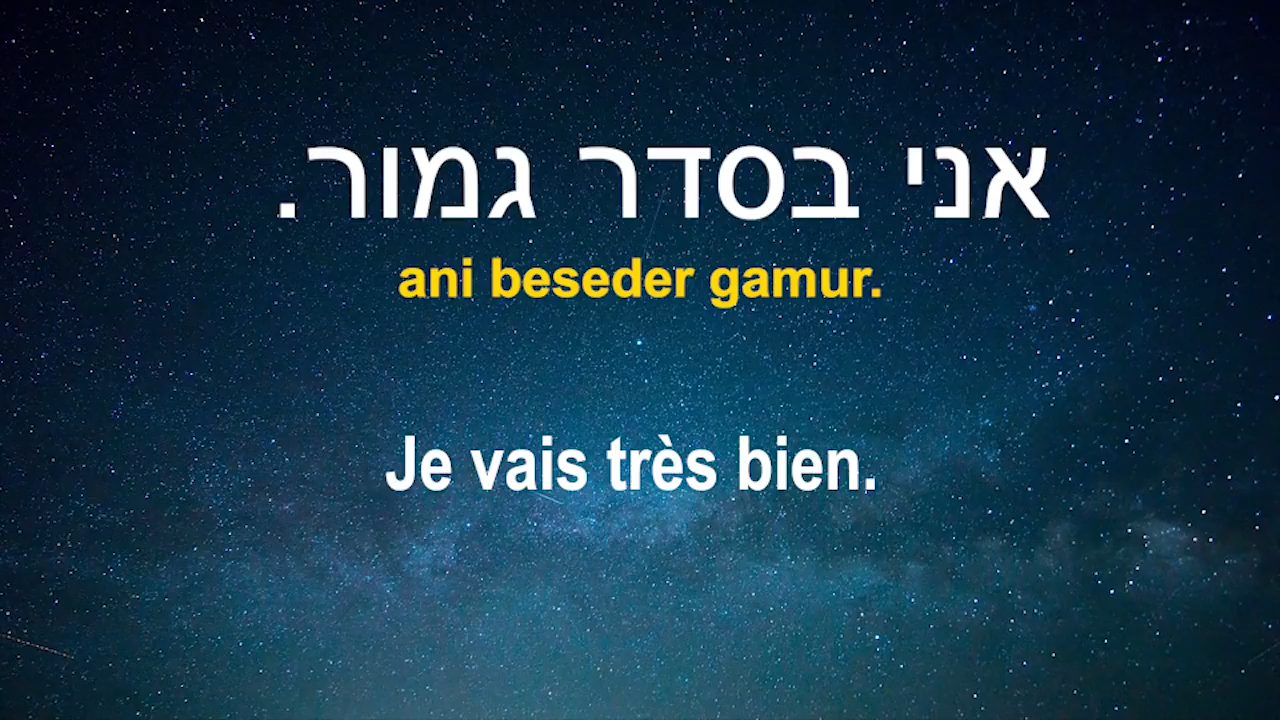 אני בסדר גמור.
ani beseder gamur.
Je vais très bien.